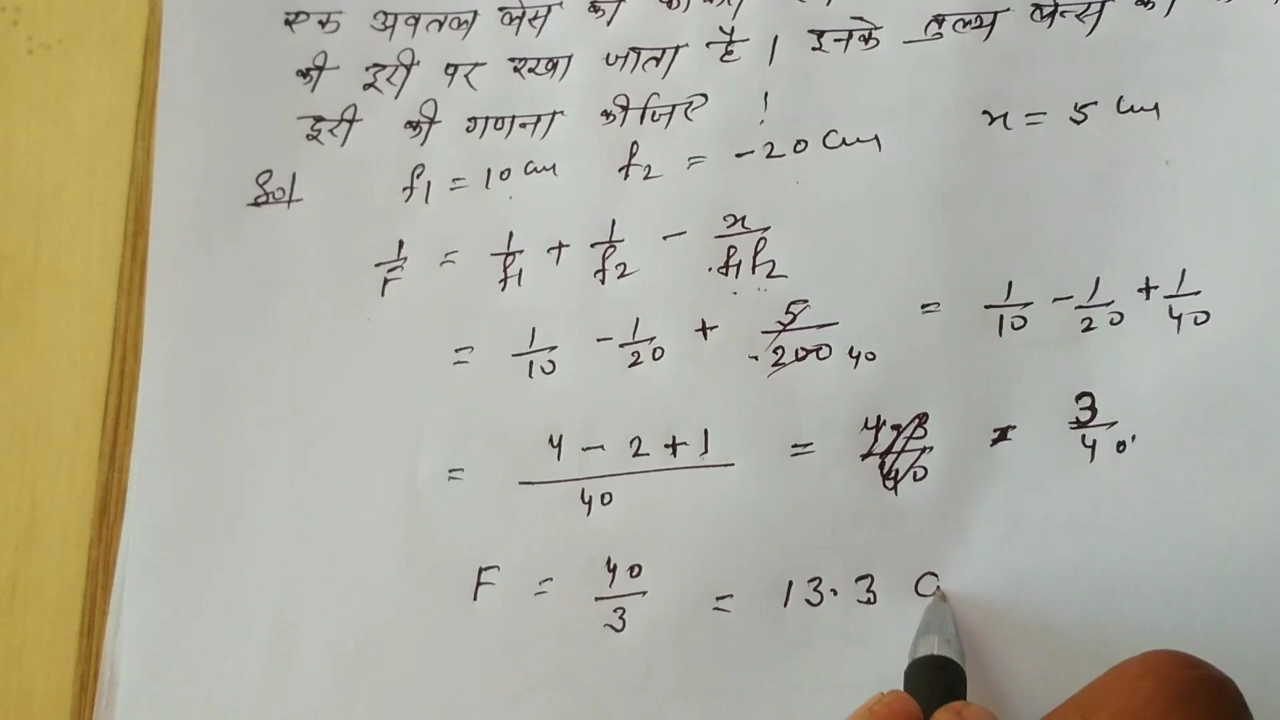 एक अवतल लेंस की
की दूरी पर रखा जाता है। इनके तुल्य लेन्स की
दूरी की गणना कीजिए !
Sol f1 = 10 cm f2 = -20 cm x = 5 cm
1/F = 1/f1 + 1/f2 - x/f1f2
= 1/10 - 1/20 + 5/200 40 = 1/10 - 1/20 + 1/40
= 4 - 2 + 1/40 = 3/40
F = 40/3 = 13.3 C